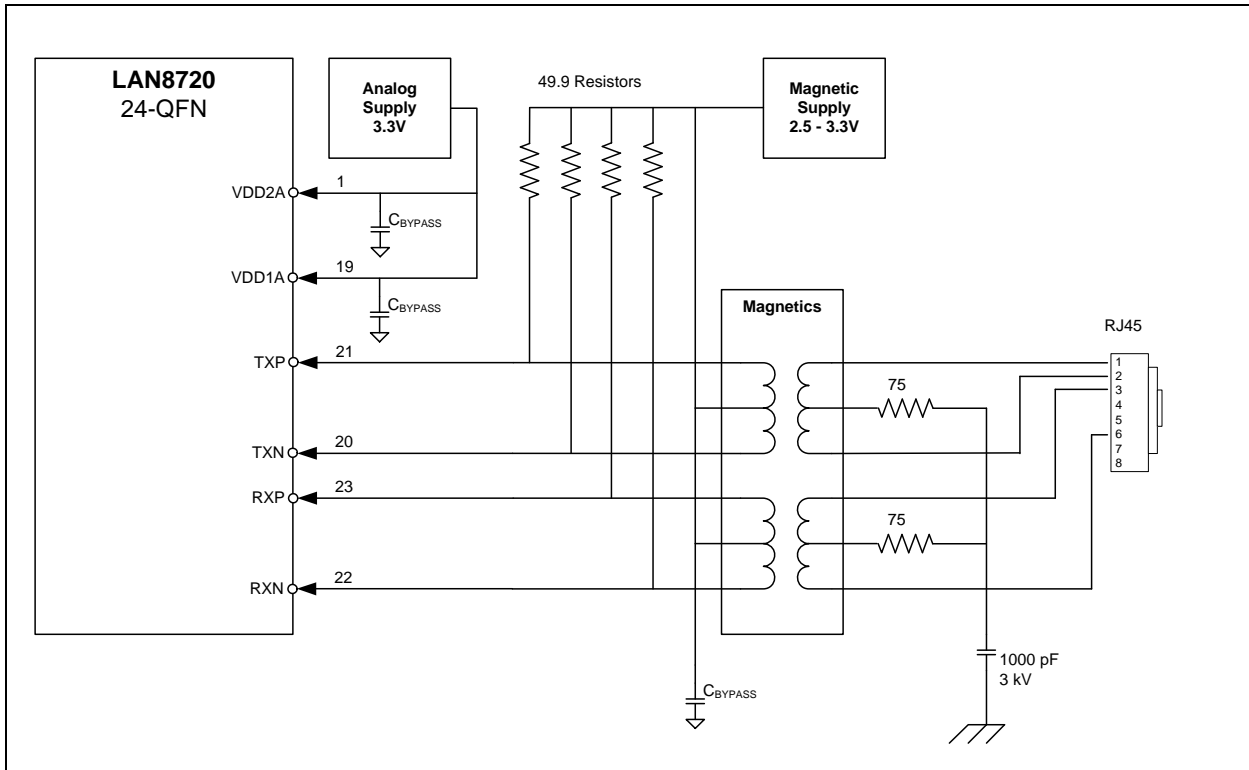 LAN8720
24-QFN
Analog
Supply
3.3V
49.9 Resistors
Magnetic
Supply
2.5 - 3.3V
VDD2A
1
CBYPASS
VDD1A
19
CBYPASS
Magnetics
RJ45
TXP
21
TXN
20
RXP
23
RXN
22
75
75
1
2
3
4
5
6
7
8
1000 pF
3 kV
CBYPASS